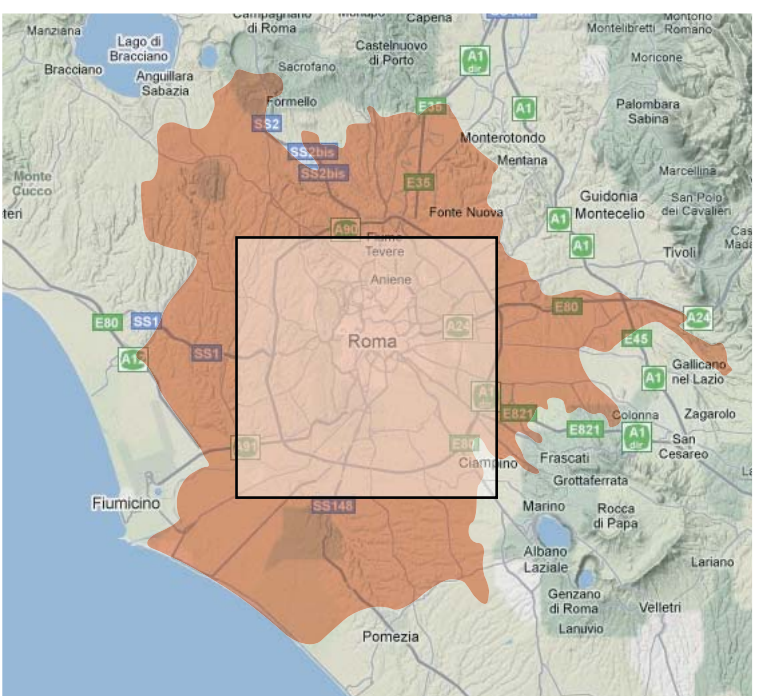 Campagnano
di Roma
Capena
Montorio
Romano
Montelibretti
Manziana
Lago di
Bracciano
Castelnuovo
di Porto
A1
dir
Moricone
Bracciano
Anguillara
Sabazia
Sacrofano
Formello
E35
A1
Palombara
Sabina
SS2
Monterotondo
SS2bis
Mentana
SS2bis
Marcellina
Monte
Cucco
E35
Guidonia
Montecelio
San Polo
dei Cavalieri
Fonte Nuova
A1
teri
A90
Fiume
Tevere
A1
Tivoli
Aniene
E80
A24
E80
SS1
A24
E45
Roma
SS1
A12
Gallicano
nel Lazio
A1
A1
dir
E821
Colonna
Zagarolo
E821
A1
dir
A91
E80
San
Cesareo
Ciampino
Frascati
Grottaferrata
Fiumicino
SS148
Marino
Rocca
di Papa
Albano
Laziale
Lariano
Genzano
di Roma
Velletri
Lanuvio
Pomezia